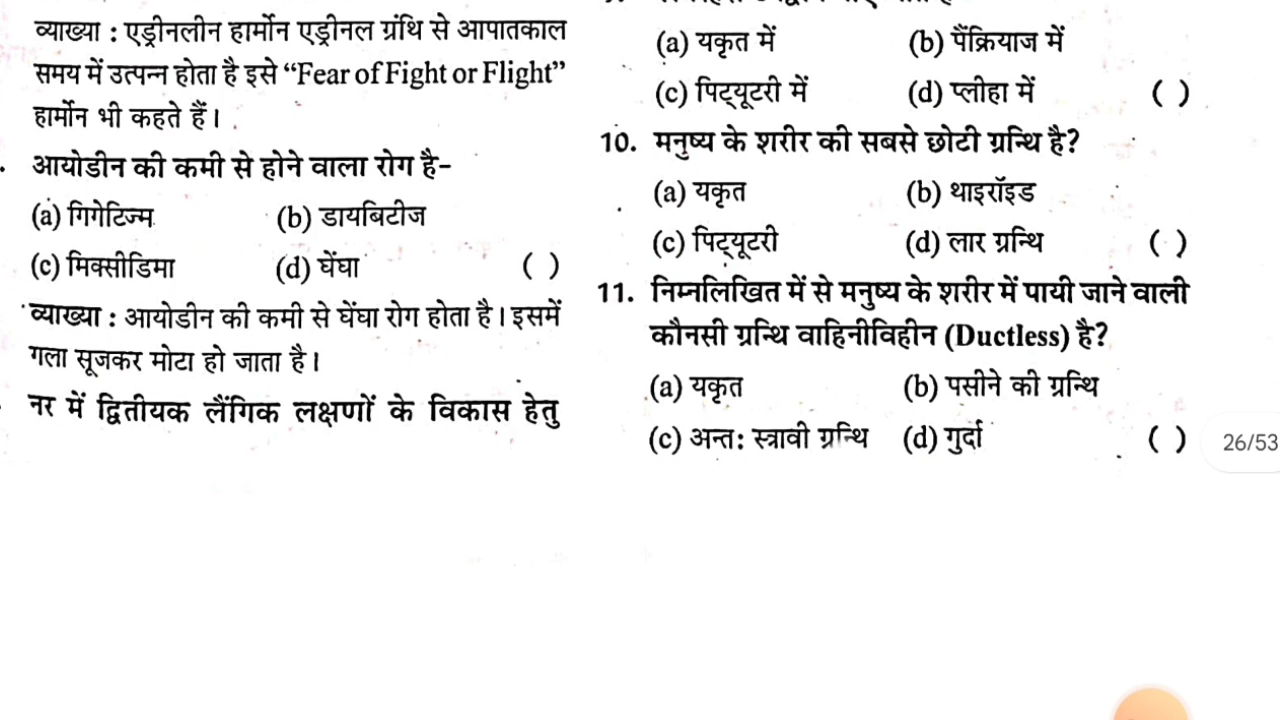 व्याख्या : एड्रीनलीन हार्मोन एड्रीनल ग्रंथि से आपातकाल
समय में उत्पन्न होता है इसे “Fear of Fight or Flight”
हार्मोन भी कहते हैं।
आयोडीन की कमी से होने वाला रोग है-
(a) गिगेटिज्म (b) डायबिटीज
(c) मिक्सीडिमा (d) घेंघा ( )
व्याख्या : आयोडीन की कमी से घेंघा रोग होता है। इसमें
गला सूजकर मोटा हो जाता है।
नर में द्वितीयक लैंगिक लक्षणों के विकास हेतु
(a) यकृत में (b) पैंक्रियाज में
(c) पिट्यूटरी में (d) प्लीहा में ( )
10. मनुष्य के शरीर की सबसे छोटी ग्रन्थि है?
(a) यकृत (b) थाइरॉइड
(c) पिट्यूटरी (d) लार ग्रन्थि ( )
11. निम्नलिखित में से मनुष्य के शरीर में पायी जाने वाली
कौनसी ग्रन्थि वाहिनीविहीन (Ductless) है?
(a) यकृत (b) पसीने की ग्रन्थि
(c) अन्त: स्त्रावी ग्रन्थि (d) गुर्दा ( )
26/53